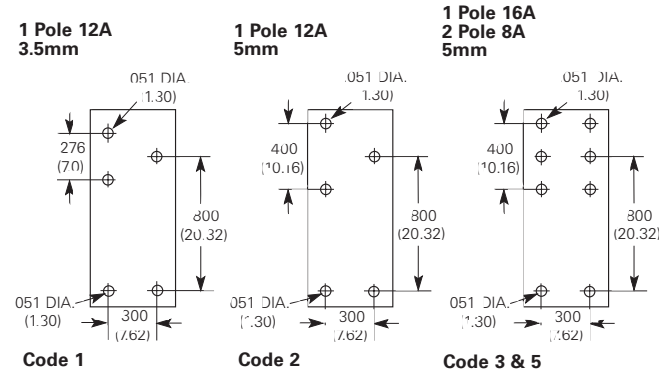 1 Pole 12A
3.5mm
.051 DIA.
(1.30)
276
(7.0)
800
(20.32)
051 DIA.
(1.30)
300
(7.62)
Code 1
1 Pole 12A
5mm
.051 DIA.
1.30)
400
(10.16)
800
(20.32)
051 DIA.
(1.30)
300
(7.62)
Code 2
1 Pole 16A
2 Pole 8A
5mm
051 DIA.
1.30)
400
(10.16)
800
(20.32)
051 DIA.
(1.30)
300
(7.62)
Code 3 & 5